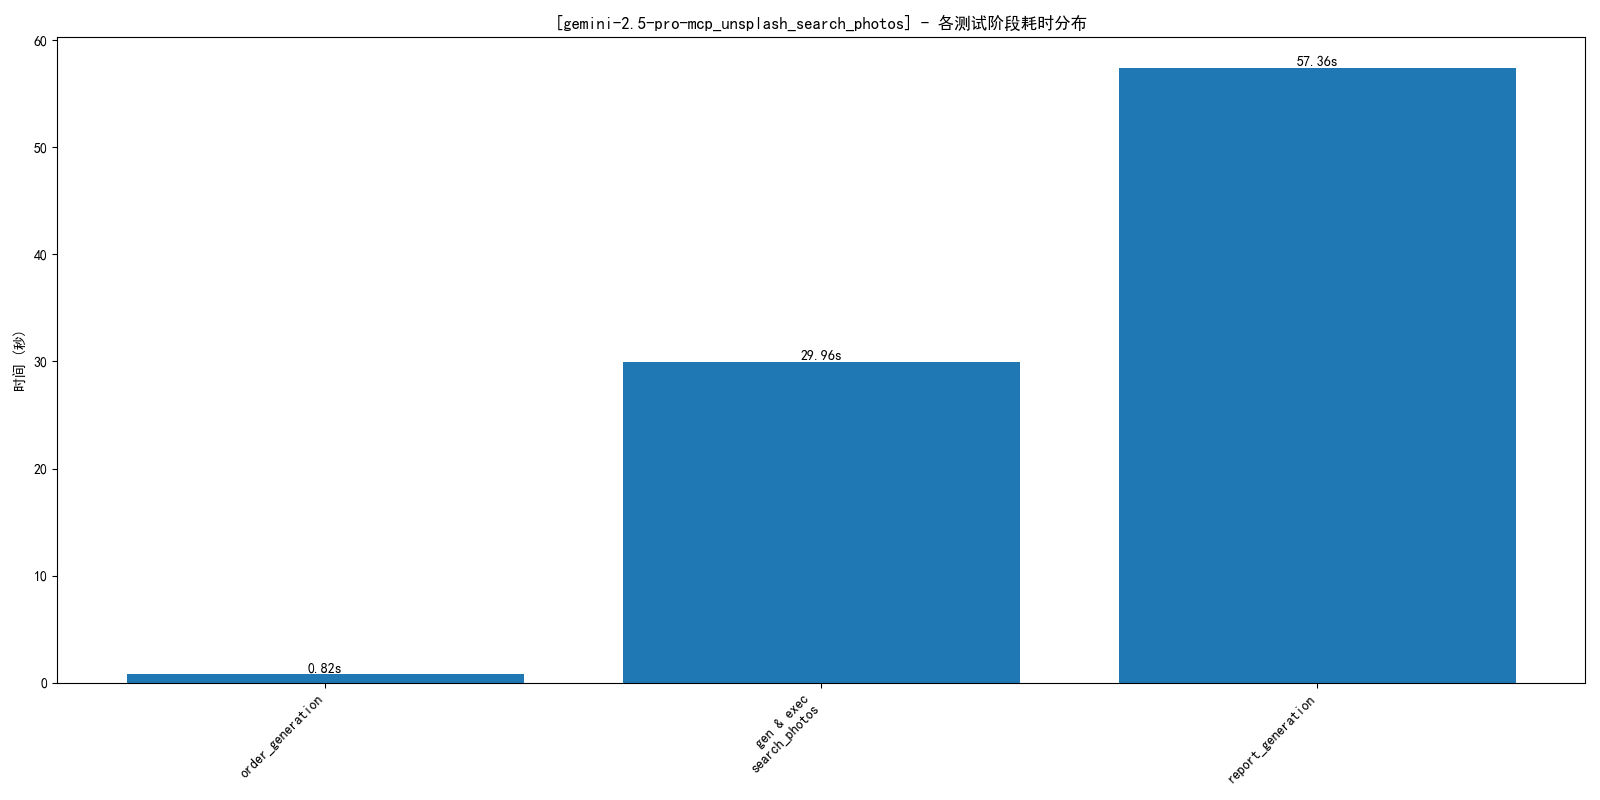 [gemini-2.5-pro-mcp_unsplash_search_photos] - 各测试阶段耗时分布
时间 (秒)
60
50
40
30
20
10
0
0.82s
29.96s
57.36s
order_generation
gen & exec
search_photos
report_generation